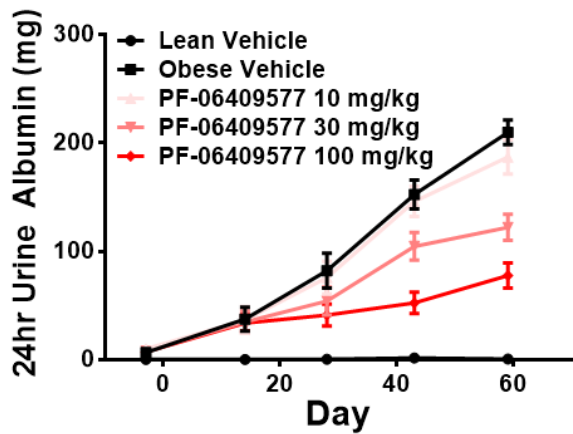 300
200
100
0
24hr Urine Albumin (mg)
Lean Vehicle
Obese Vehicle
PF-06409577 10 mg/kg
PF-06409577 30 mg/kg
PF-06409577 100 mg/kg
0 20 40 60
Day